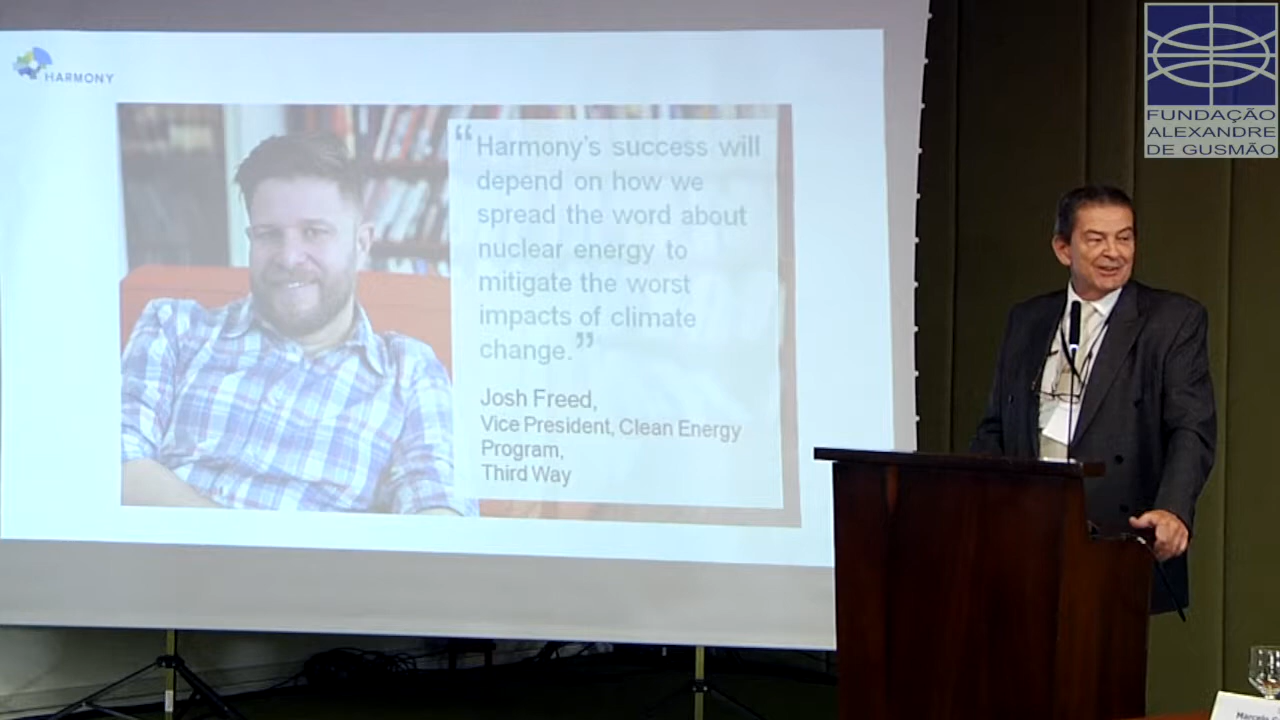 HARMONY
“Harmony's success will
depend on how we
spread the word about
nuclear energy to
mitigate the worst
impacts of climate
change.”
Josh Freed,
Vice President, Clean Energy
Program,
Third Way
FUNDAÇÃO
ALEXANDRE
DE GUSMÃO